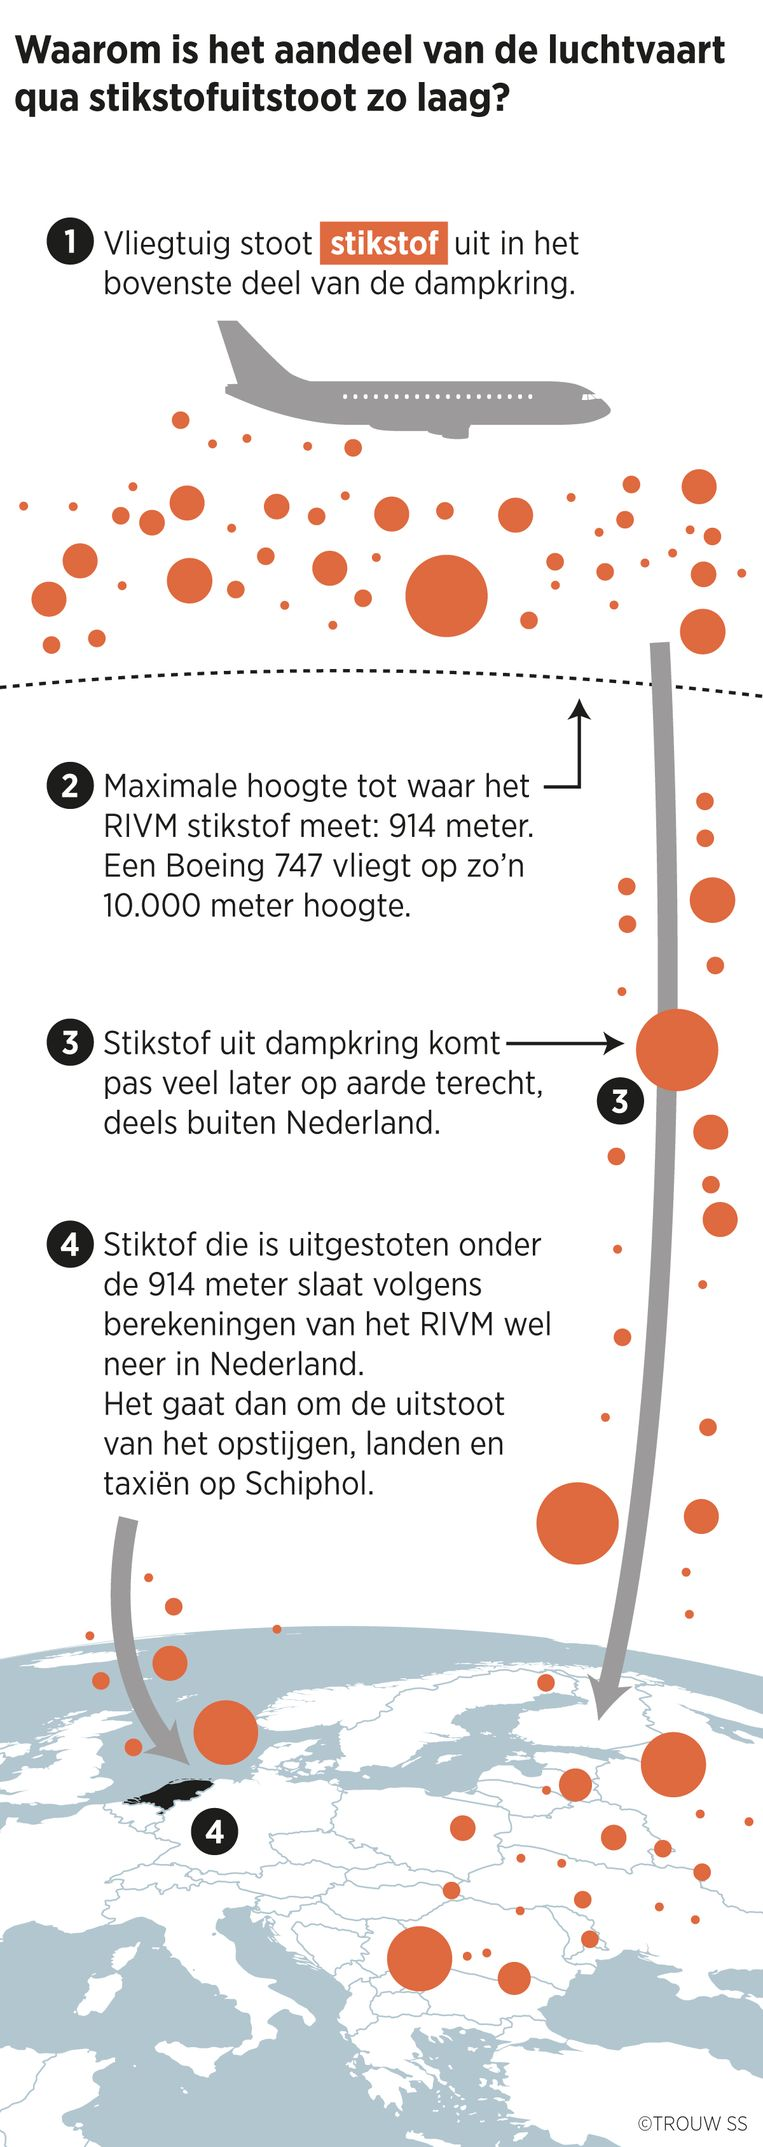 Waarom is het aandeel van de luchtvaart
qua stikstofuitstoot zo laag?
1 Vliegtuig stoot stikstof uit in het
bovenste deel van de dampkring.
2 Maximale hoogte tot waar het
RIVM stikstof meet: 914 meter.
Een Boeing 747 vliegt op zo’n
10.000 meter hoogte.
3 Stikstof uit dampkring komt
pas veel later op aarde terecht,
deels buiten Nederland.
3
4 Stiktof die is uitgestoten onder
de 914 meter slaat volgens
berekeningen van het RIVM wel
neer in Nederland.
Het gaat dan om de uitstoot
van het opstijgen, landen en
taxiën op Schiphol.
4
©TROUW SS